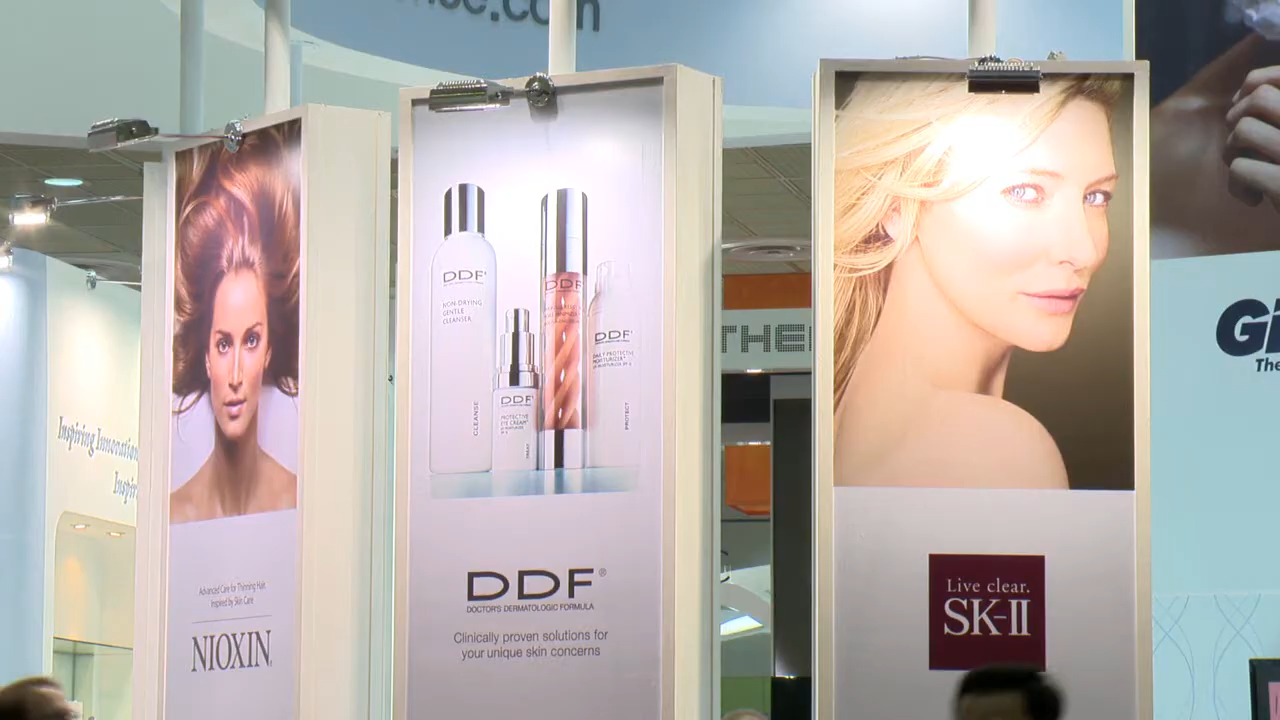 Inspiring Innovation
Advanced Care for Thinning Hair
Inspired by Skin Care
NIOXIN
DDF
NON-DRYING
GENTLE
CLEANSER
CLEANSE
DDF
PROTECTIVE
EYE CREAM
DDF
DDF
DAILY PROTECTIVE
MOISTURIZER
PROTECT
DDF®
DOCTOR'S DERMATOLOGIC FORMULA
Clinically proven solutions for
your unique skin concerns
Live clear.
SK-II
The